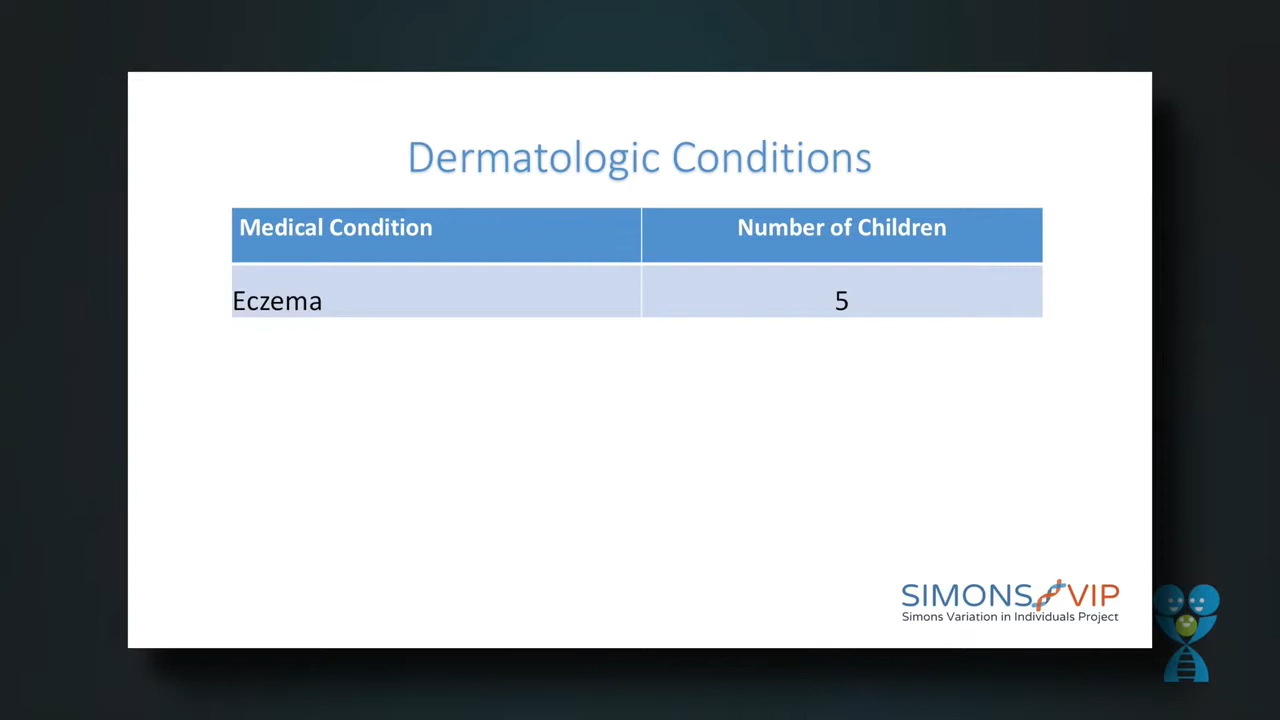 Dermatologic Conditions
Medical Condition Number of Children
Eczema 5
SIMONS VIP
Simons Variation in Individuals Project